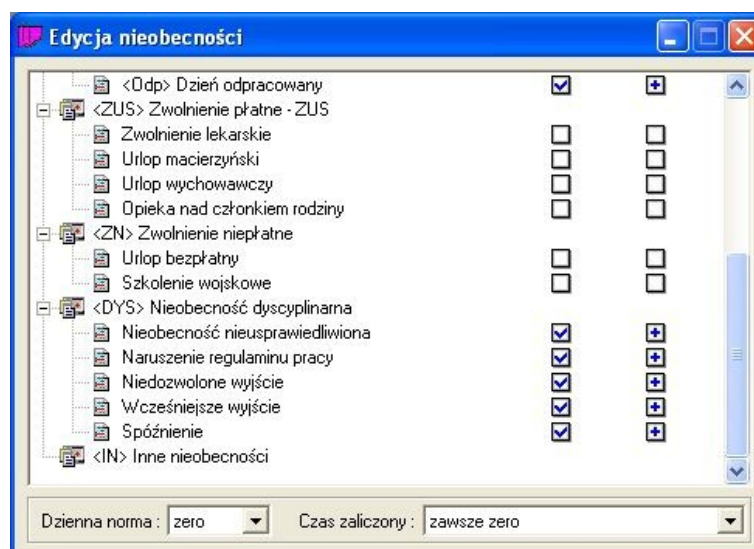 Edycja nieobecności
<Odp> Dzień odpracowany
<ZUS> Zwolnienie płatne - ZUS
Zwolnienie lekarskie
Urlop macierzyński
Urlop wychowawczy
Opieka nad członkiem rodziny
<ZN> Zwolnienie niepłatne
Urlop bezpłatny
Szkolenie wojskowe
<DYS> Nieobecność dyscyplinarna
Nieobecność nieusprawiedliwiona
Naruszenie regulaminu pracy
Niedozwolone wyjście
Wcześniejsze wyjście
Spóźnienie
<IN> Inne nieobecności
Dzienna norma : zero Czas zaliczony : zawsze zero